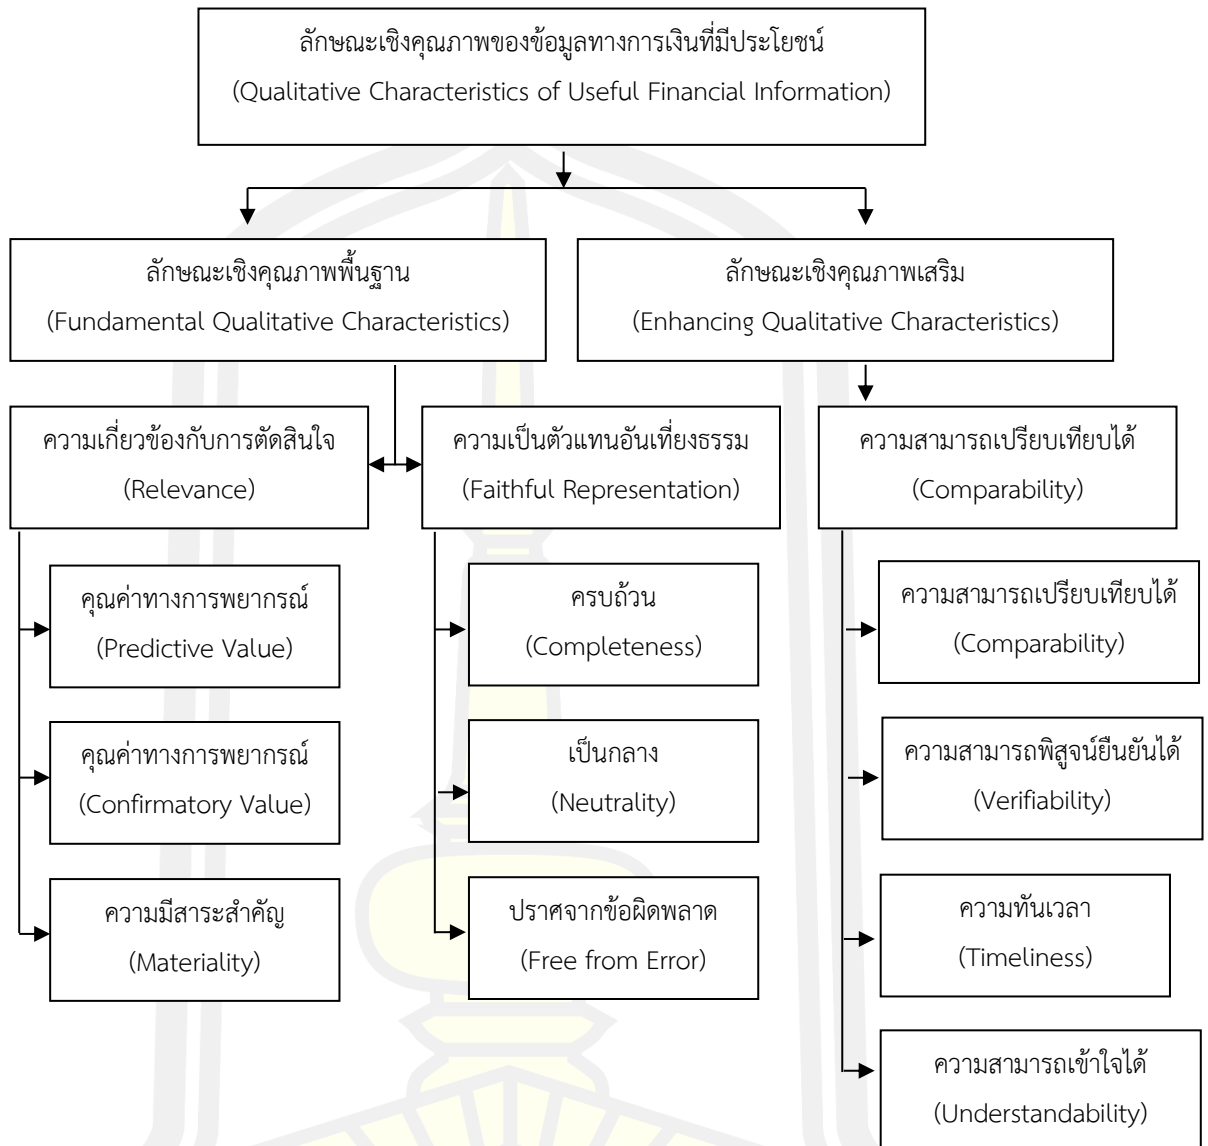 ลักษณะเชิงคุณภาพของข้อมูลทางการเงินที่มีประโยชน์
(Qualitative Characteristics of Useful Financial Information)
ลักษณะเชิงคุณภาพพื้นฐาน
(Fundamental Qualitative Characteristics)
ลักษณะเชิงคุณภาพเสริม
(Enhancing Qualitative Characteristics)
ความเกี่ยวข้องกับการตัดสินใจ
(Relevance)
ความเป็นตัวแทนอันเที่ยงธรรม
(Faithful Representation)
ความสามารถเปรียบเทียบได้
(Comparability)
คุณค่าทางการพยากรณ์
(Predictive Value)
ครบถ้วน
(Completeness)
ความสามารถเปรียบเทียบได้
(Comparability)
คุณค่าทางการพยากรณ์
(Confirmatory Value)
เป็นกลาง
(Neutrality)
ความสามารถพิสูจน์ยืนยันได้
(Verifiability)
ความมีสาระสำคัญ
(Materiality)
ปราศจากข้อผิดพลาด
(Free from Error)
ความทันเวลา
(Timeliness)
ความสามารถเข้าใจได้
(Understandability)